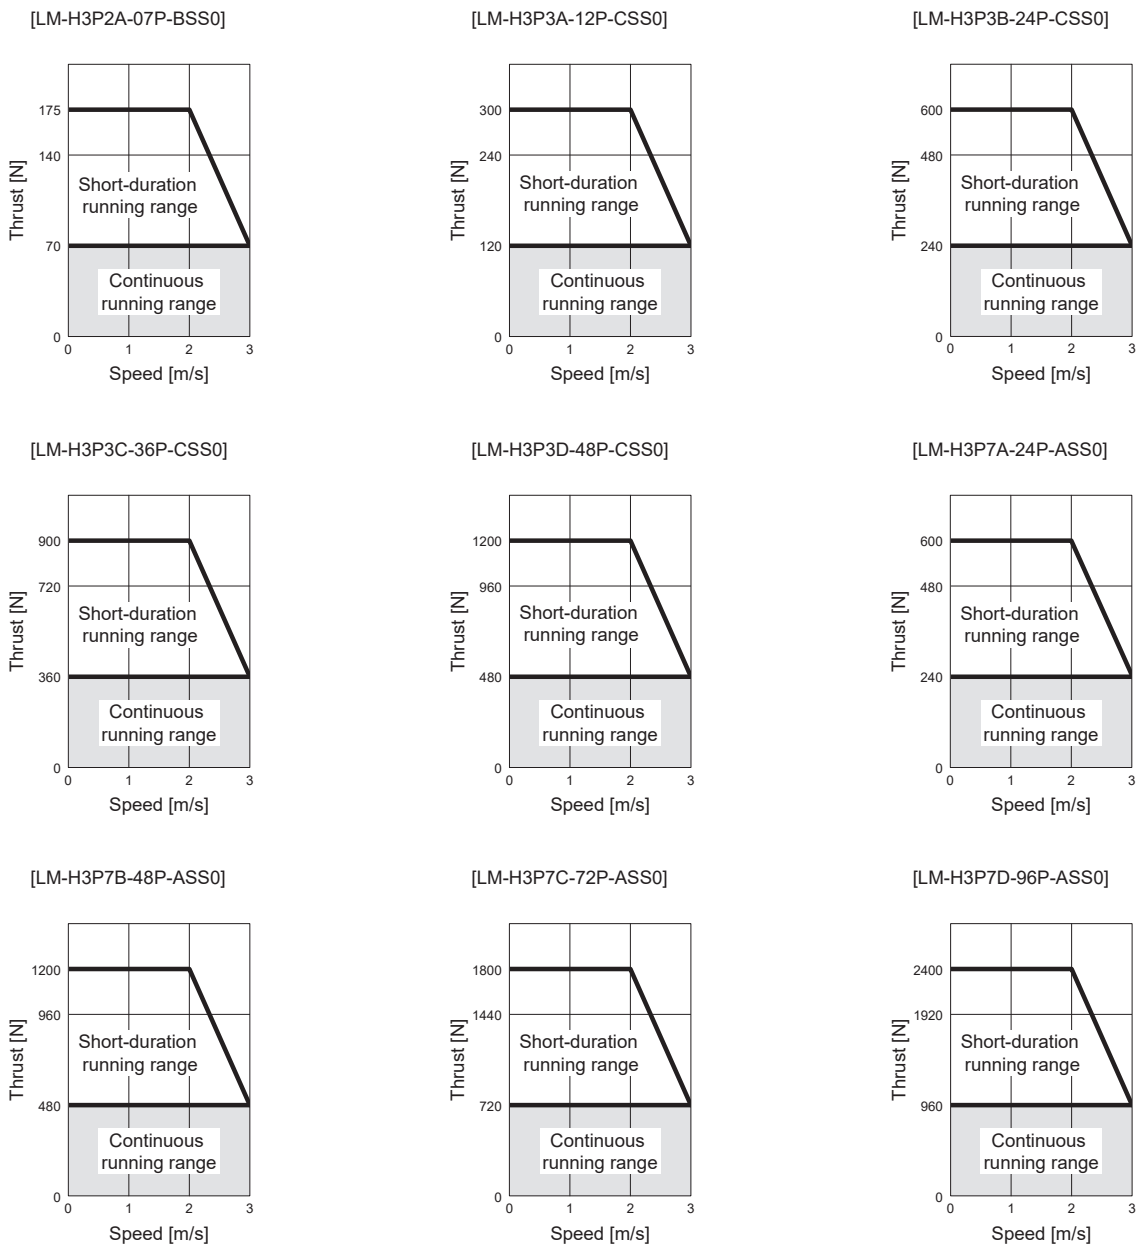 [LM-H3P2A-07P-BSS0]
175
140
70
0
Thrust [N]
Short-duration
running range
Continuous
running range
0 1 2 3
Speed [m/s]
[LM-H3P3A-12P-CSS0]
300
240
120
0
Thrust [N]
Short-duration
running range
Continuous
running range
0 1 2 3
Speed [m/s]
[LM-H3P3B-24P-CSS0]
600
480
240
0
Thrust [N]
Short-duration
running range
Continuous
running range
0 1 2 3
Speed [m/s]
[LM-H3P3C-36P-CSS0]
900
720
360
0
Thrust [N]
Short-duration
running range
Continuous
running range
0 1 2 3
Speed [m/s]
[LM-H3P3D-48P-CSS0]
1200
960
480
0
Thrust [N]
Short-duration
running range
Continuous
running range
0 1 2 3
Speed [m/s]
[LM-H3P7A-24P-ASS0]
600
480
240
0
Thrust [N]
Short-duration
running range
Continuous
running range
0 1 2 3
Speed [m/s]
[LM-H3P7B-48P-ASS0]
1200
960
480
0
Thrust [N]
Short-duration
running range
Continuous
running range
0 1 2 3
Speed [m/s]
[LM-H3P7C-72P-ASS0]
1800
1440
720
0
Thrust [N]
Short-duration
running range
Continuous
running range
0 1 2 3
Speed [m/s]
[LM-H3P7D-96P-ASS0]
2400
1920
960
0
Thrust [N]
Short-duration
running range
Continuous
running range
0 1 2 3
Speed [m/s]